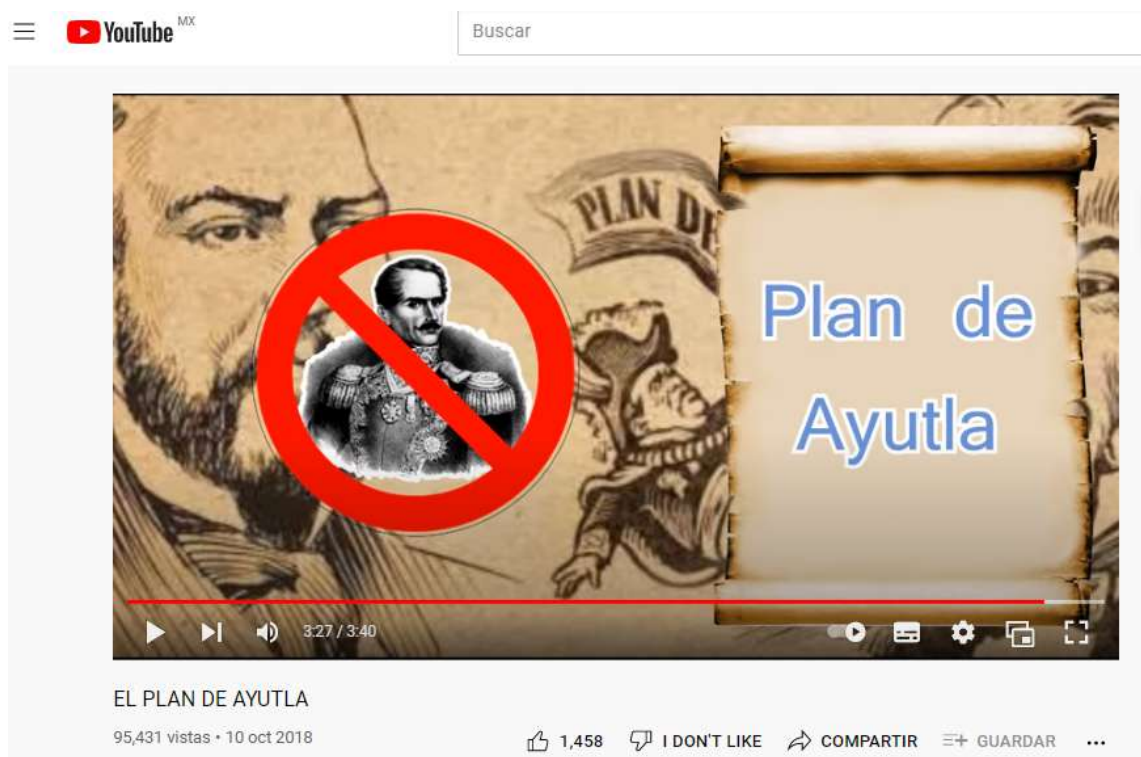 YouTube MX
Buscar
PLAN DE
Plan de
Ayutla
3:27 / 3:40
EL PLAN DE AYUTLA
95,431 vistas • 10 oct 2018
1,458 I DON'T LIKE COMPARTIR GUARDAR